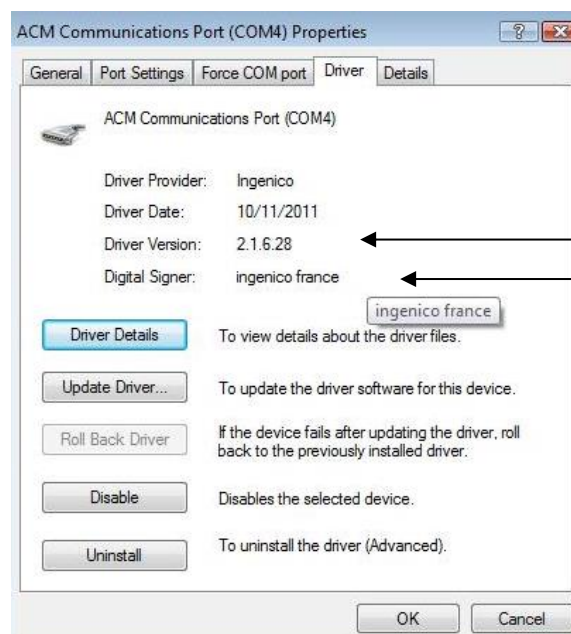 ACM Communications Port (COM4) Properties
General Port Settings Force COM port Driver Details
ACM Communications Port (COM4)
Driver Provider: Ingenico
Driver Date: 10/11/2011
Driver Version: 2.1.6.28
Digital Signer: ingenico france
ingenico france
Driver Details To view details about the driver files.
Update Driver... To update the driver software for this device.
Roll Back Driver If the device fails after updating the driver, roll
back to the previously installed driver.
Disable Disables the selected device.
Uninstall To uninstall the driver (Advanced).
OK Cancel